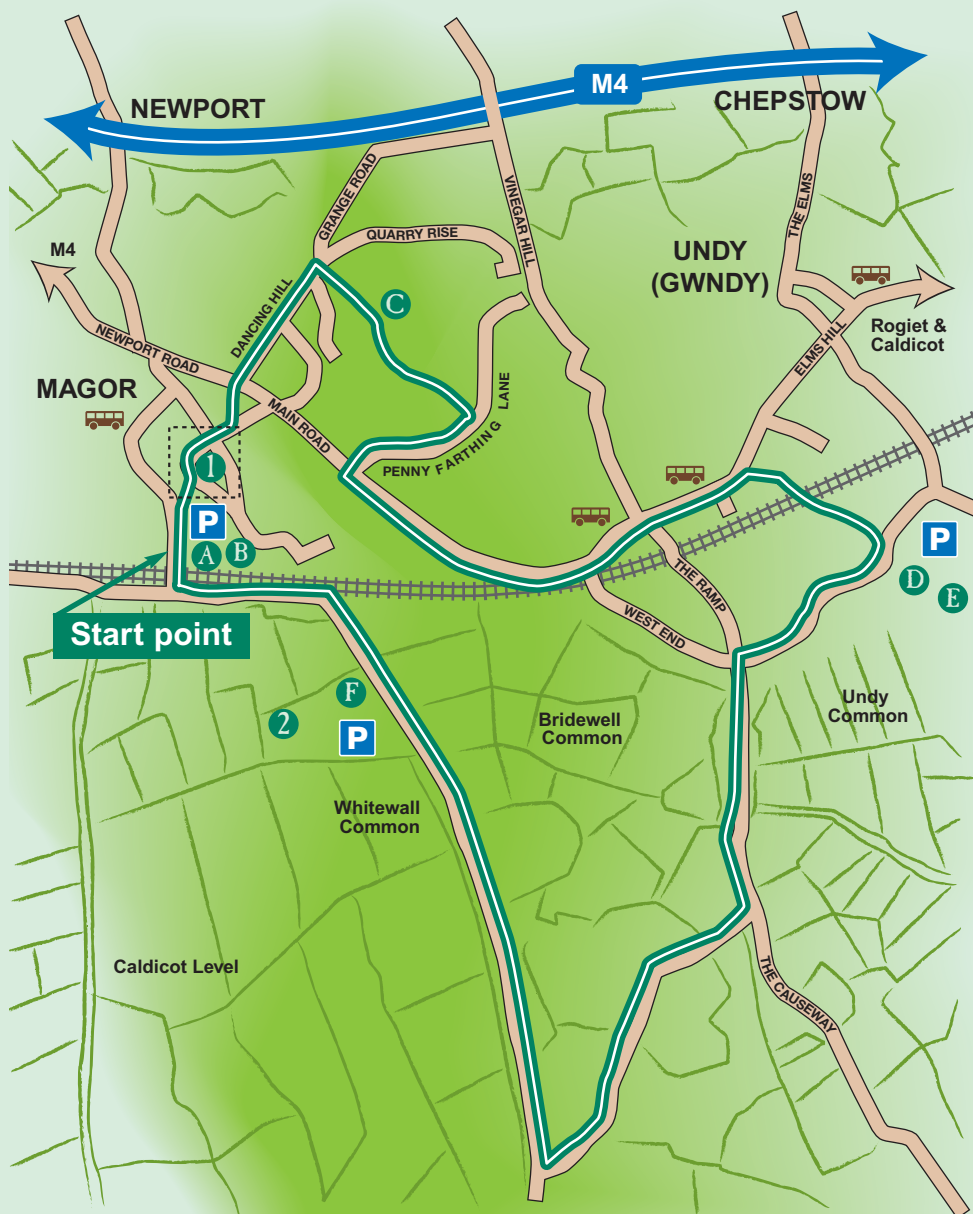 M4
NEWPORT
CHEPSTOW
GRANGE ROAD
VINEGAR HILL
THE ELMS
QUARRY RISE
M4
UNDY
(GWNDY)
C
DANCING HILL
Rogiet &
Caldicot
NEWPORT ROAD
ELMS HILL
MAGOR
MAIN ROAD
PENNY FARTHING LANE
1
P
A
B
P
D
E
THE RAMP
WEST END
Start point
F
2
P
Bridewell
Common
Undy
Common
Whitewall
Common
Caldicot Level
THE CAUSEWAY